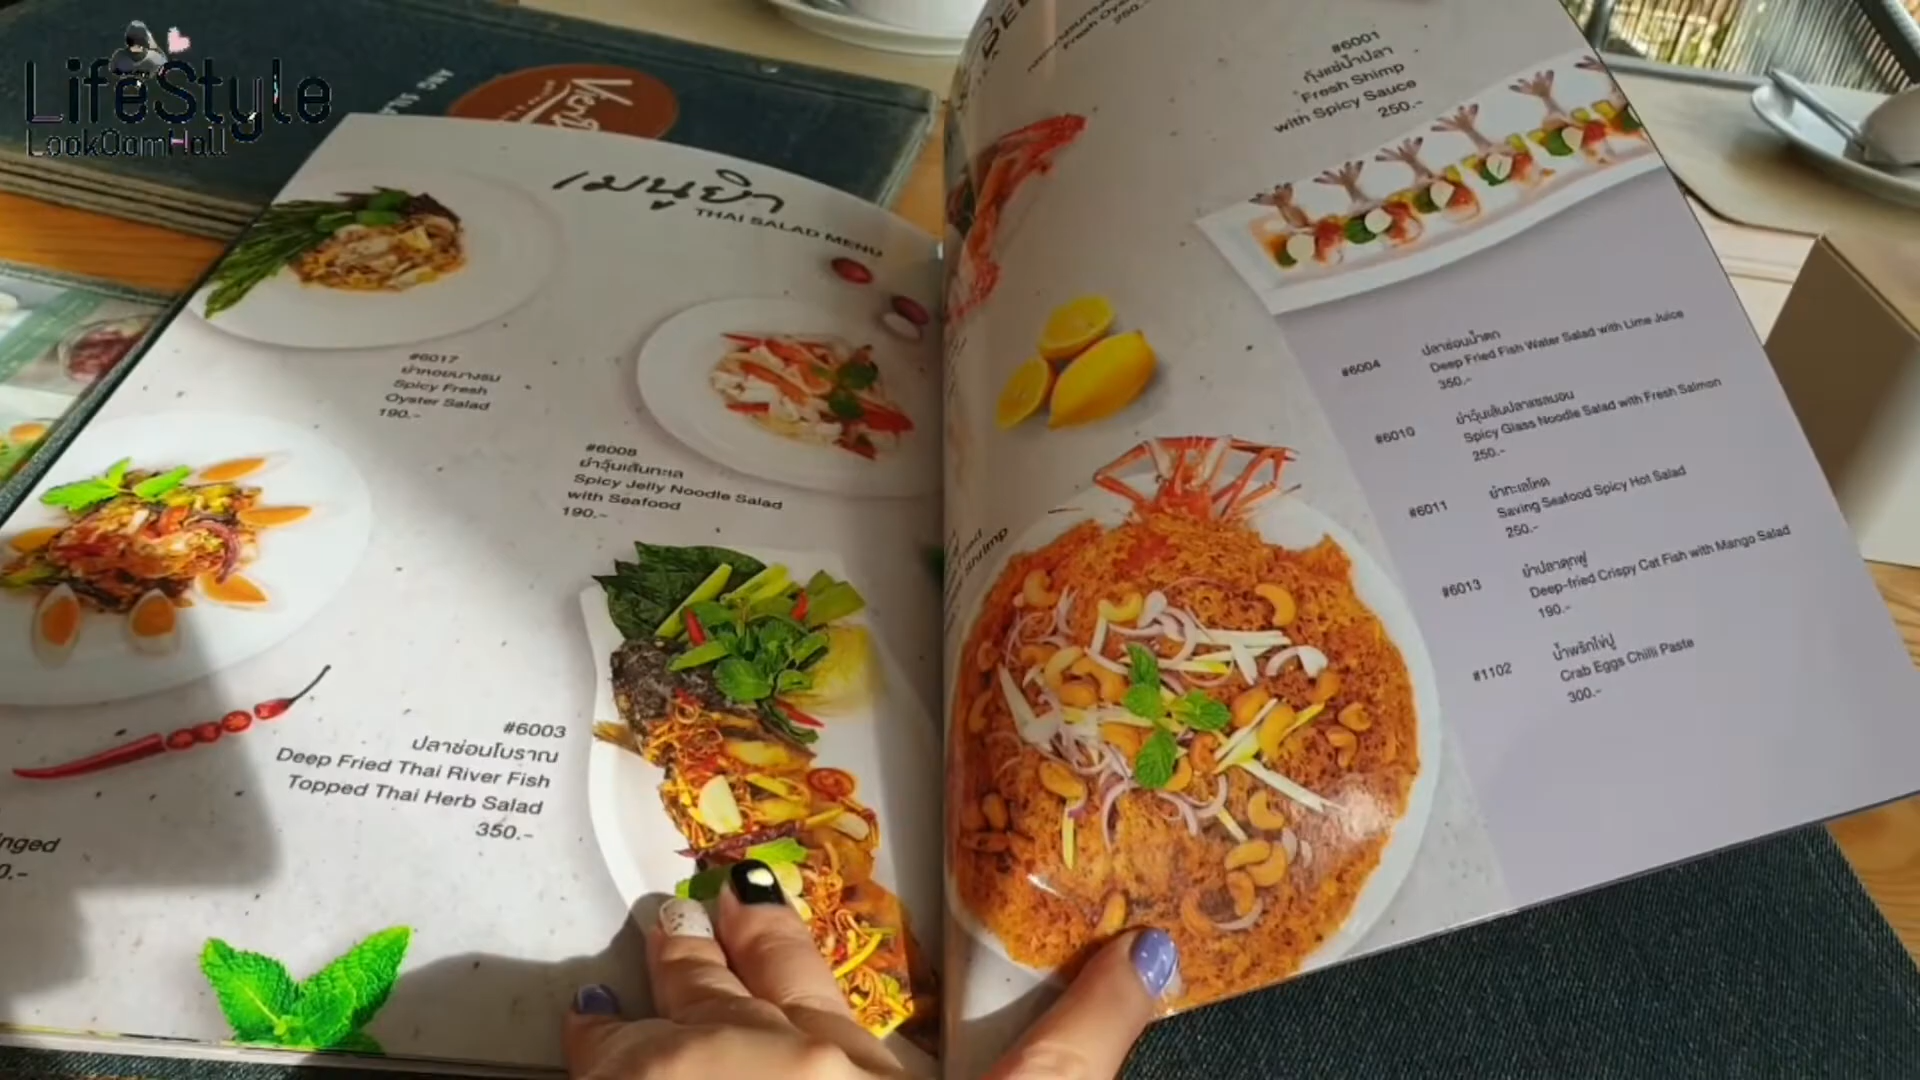 LifeStyle
LookOomHall
เมนูยำ
THAI SALAD MENU
#6017
ยำหอยนางรม
Spicy Fresh
Oyster Salad
190.-
#6008
ยำวุ้นเส้นทะเล
Spicy Jelly Noodle Salad
with Seafood
190.-
#6003
ปลาช่อนโบราณ
Deep Fried Thai River Fish
Topped Thai Herb Salad
350.-
250.-
#6001
กุ้งแช่น้ำปลา
Fresh Shimp
with Spicy Sauce
250.-
shrimp
#6004
ปลาช่อนน้ำตก
Deep Fried Fish Water Salad with Lime Juice
350.-
#6010
ยำวุ้นเส้นปลาแซลมอน
Spicy Glass Noodle Salad with Fresh Salmon
250.-
#6011
ยำทะเลโหด
Saving Seafood Spicy Hot Salad
250.-
#6013
ยำปลาดุกฟู
Deep-fried Crispy Cat Fish with Mango Salad
190.-
#1102
น้ำพริกไข่ปู
Crab Eggs Chilli Paste
300.-